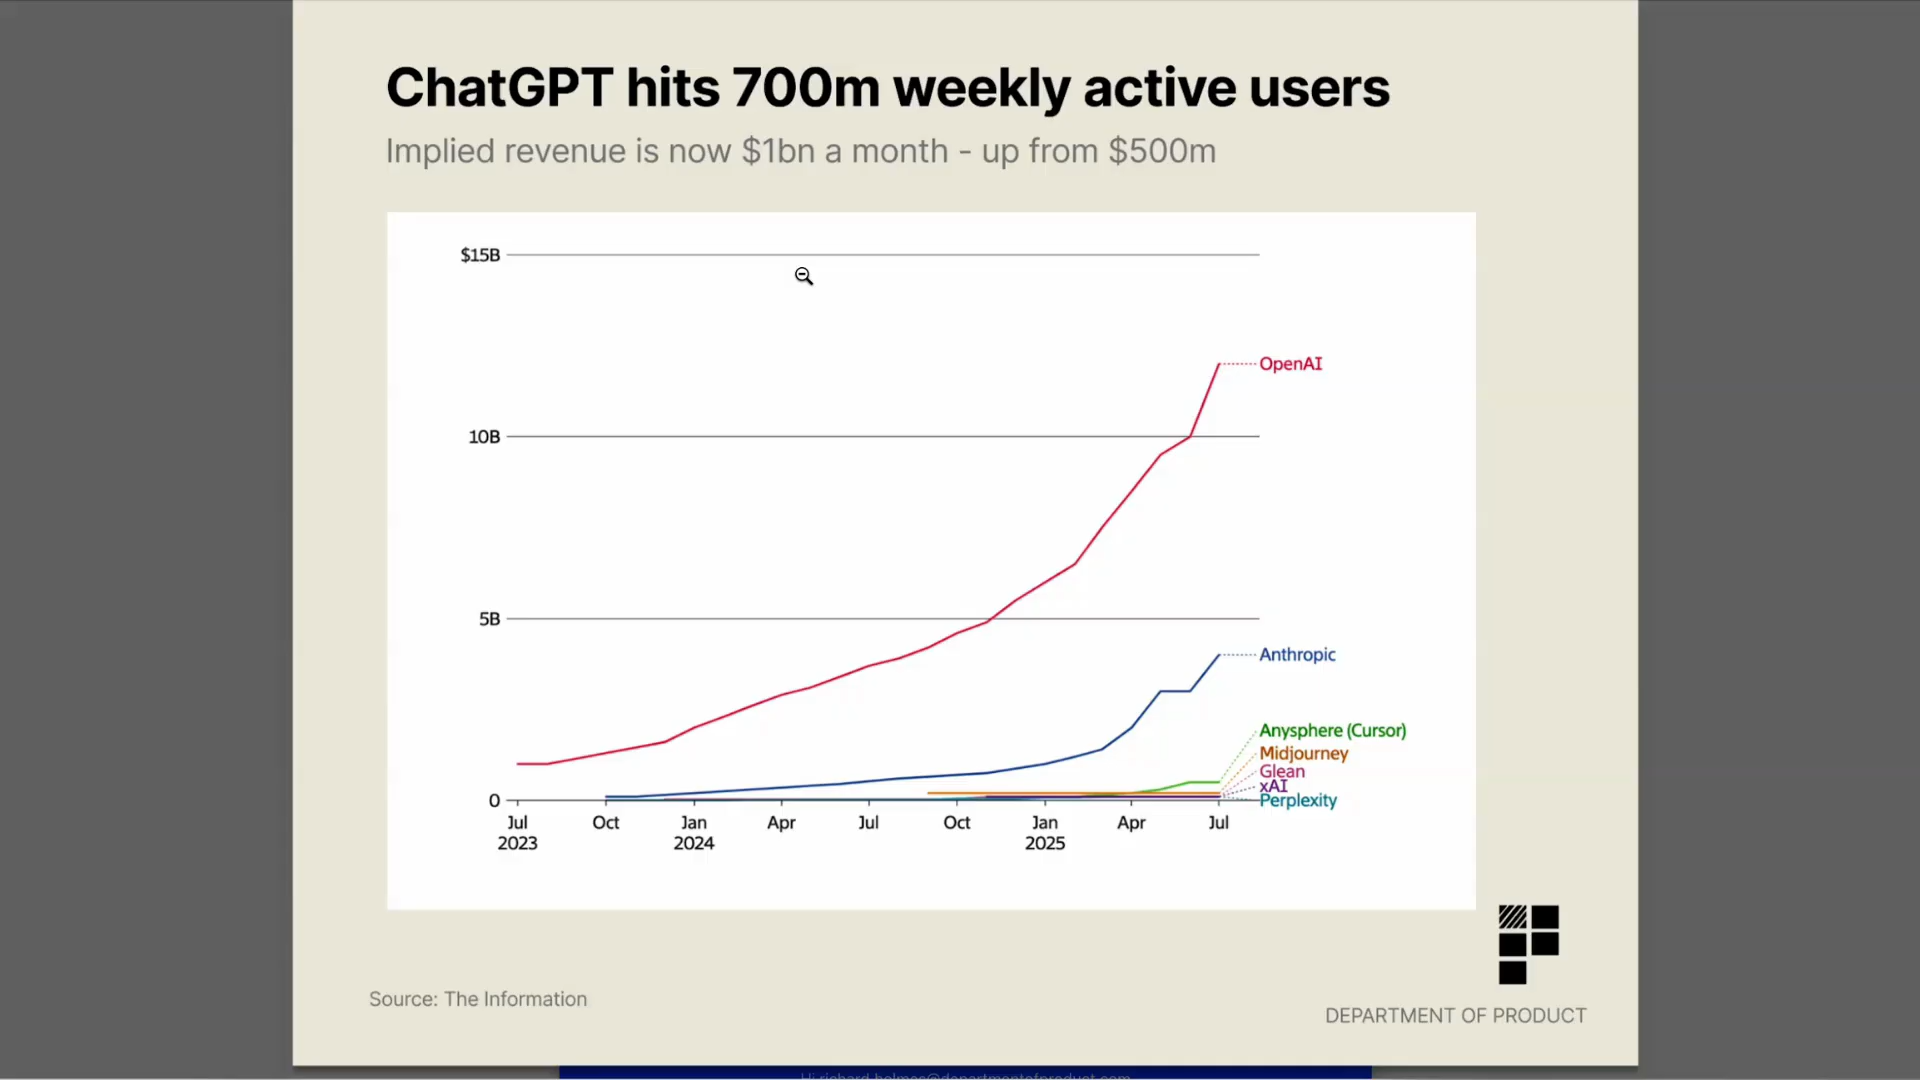 ChatGPT hits 700m weekly active users
Implied revenue is now $1bn a month - up from $500m
$15B
OpenAI
10B
5B
Anthropic
Anysphere (Cursor)
Midjourney
Glean
xAI
0
Perplexity
Jul Oct Jan Apr Jul Oct Jan Apr Jul
2023 2024 2025
Source: The Information
DEPARTMENT OF PRODUCT